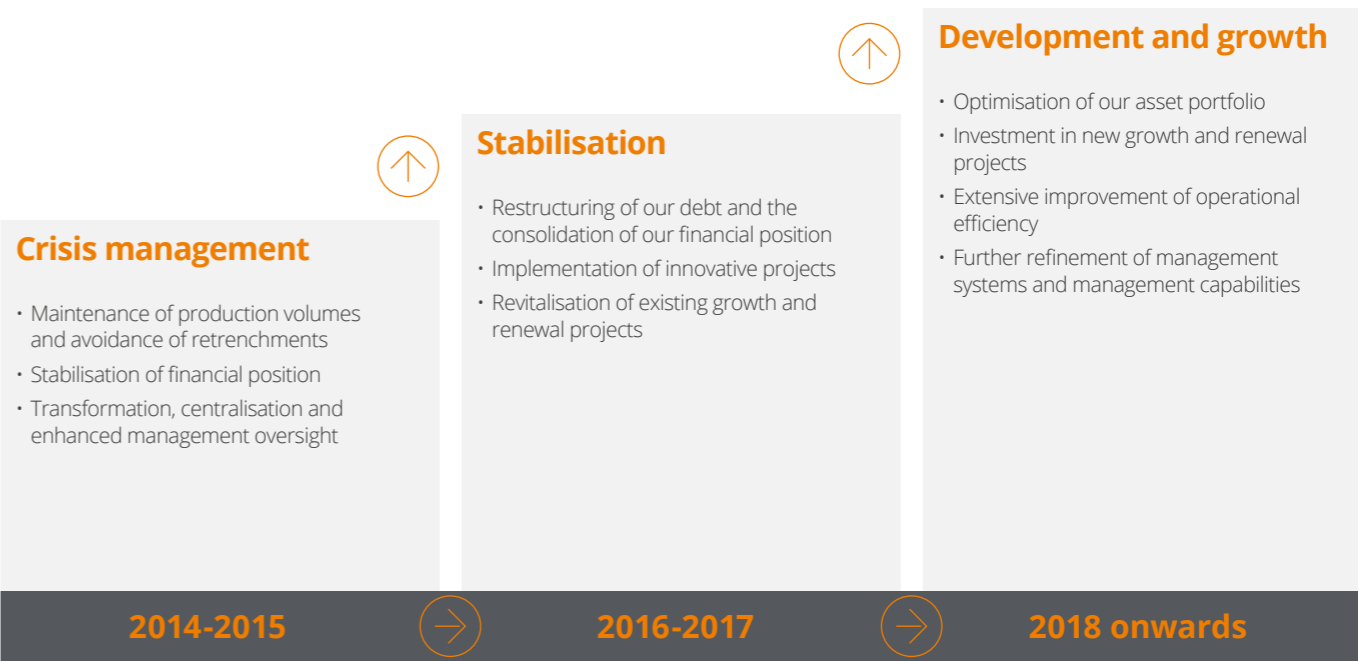 Crisis management
• Maintenance of production volumes
and avoidance of retrenchments
• Stabilisation of financial position
• Transformation, centralisation and
enhanced management oversight
2014-2015
Stabilisation
• Restructuring of our debt and the
consolidation of our financial position
• Implementation of innovative projects
• Revitalisation of existing growth and
renewal projects
2016-2017
Development and growth
• Optimisation of our asset portfolio
• Investment in new growth and renewal
projects
• Extensive improvement of operational
efficiency
• Further refinement of management
systems and management capabilities
2018 onwards